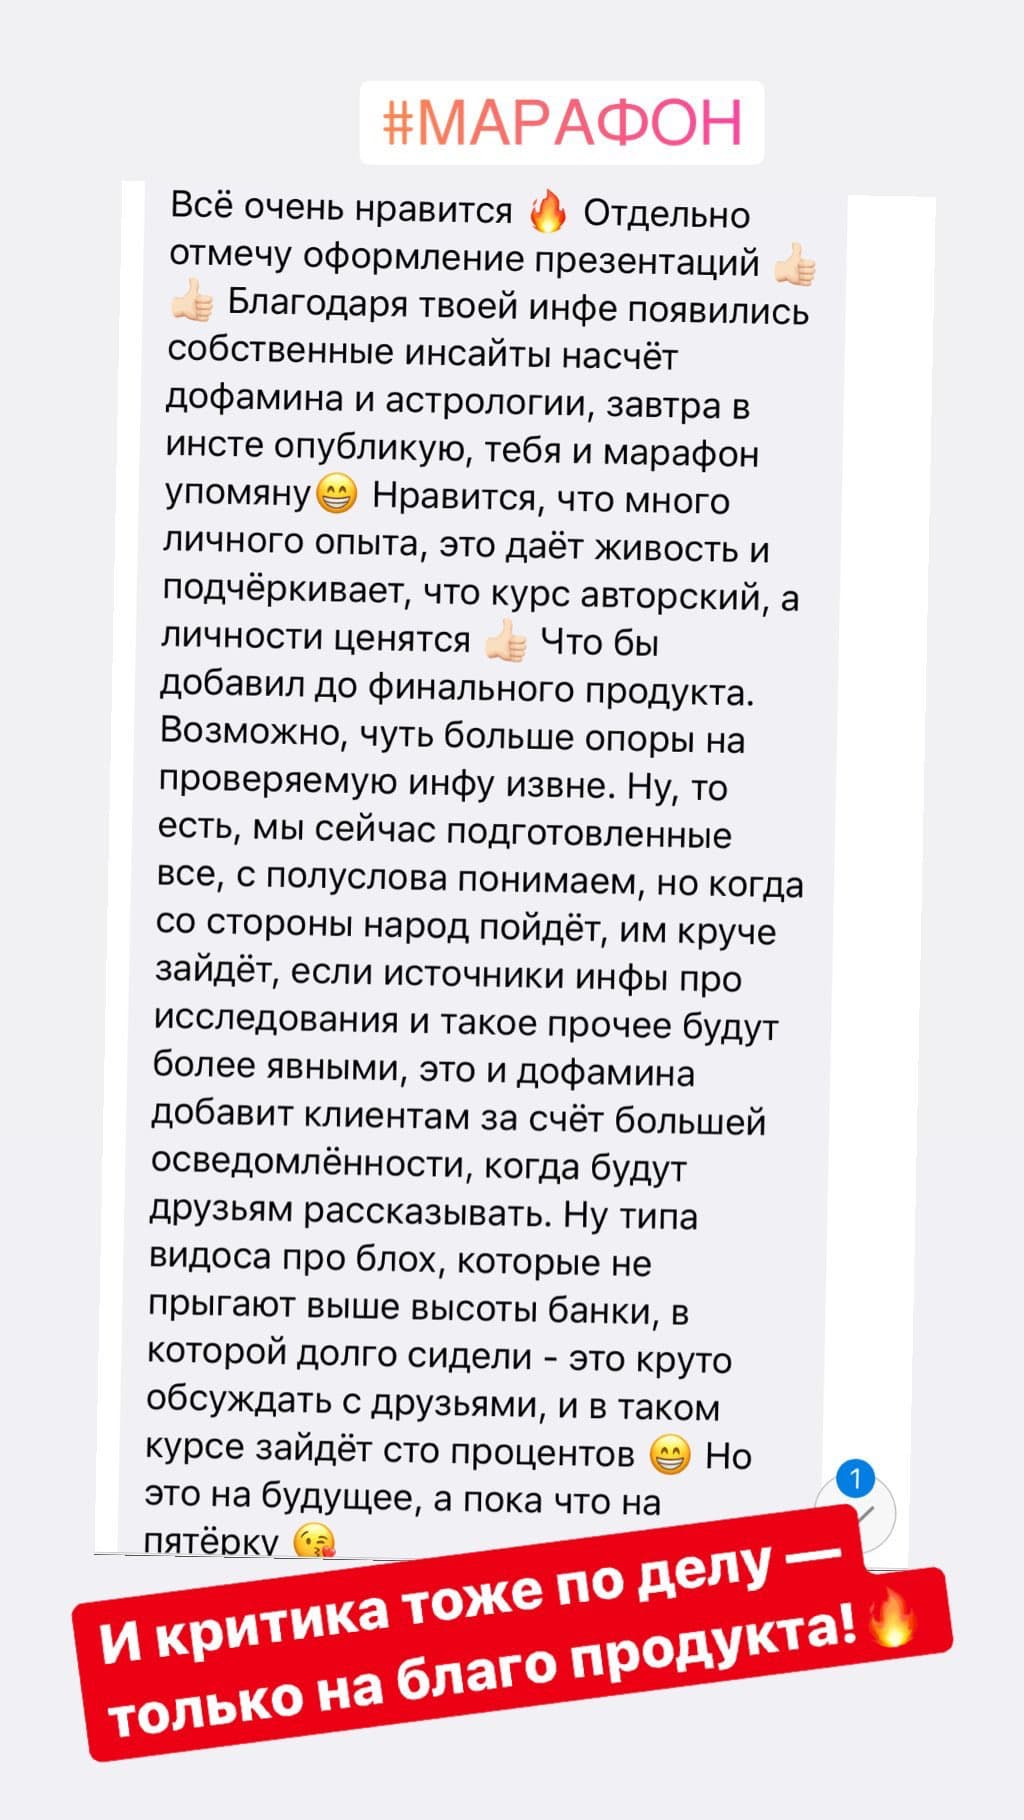 #МАРАФОН
Всё очень нравится 🔥 Отдельно
отмечу оформление презентаций 👍🏻
👍🏻 Благодаря твоей инфе появились
собственные инсайты насчёт
дофамина и астрологии, завтра в
инсте опубликую, тебя и марафон
упомяну😁 Нравится, что много
личного опыта, это даёт живость и
подчёркивает, что курс авторский, а
личности ценятся 👍🏻 Что бы
добавил до финального продукта.
Возможно, чуть больше опоры на
проверяемую инфу извне. Ну, то
есть, мы сейчас подготовленные
все, с полуслова понимаем, но когда
со стороны народ пойдёт, им круче
зайдёт, если источники инфы про
исследования и такое прочее будут
более явными, это и дофамина
добавит клиентам за счёт большей
осведомлённости, когда будут
друзьям рассказывать. Ну типа
видоса про блох, которые не
прыгают выше высоты банки, в
которой долго сидели - это круто
обсуждать с друзьями, и в таком
курсе зайдёт сто процентов 😁 Но
это на будущее, а пока что на
пятёрку 😘
1
И критика тоже по делу —
только на благо продукта!🔥